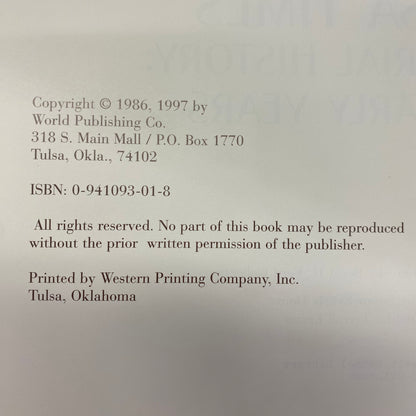 Copyright © 1986, 1997 by
World Publishing Co.
318 S. Main Mall / P.O. Box 1770
Tulsa, Okla., 74102
ISBN: 0-941093-01-8
All rights reserved. No part of this book may be reproduced
without the prior written permission of the publisher.
Printed by Western Printing Company, Inc.
Tulsa, Oklahoma